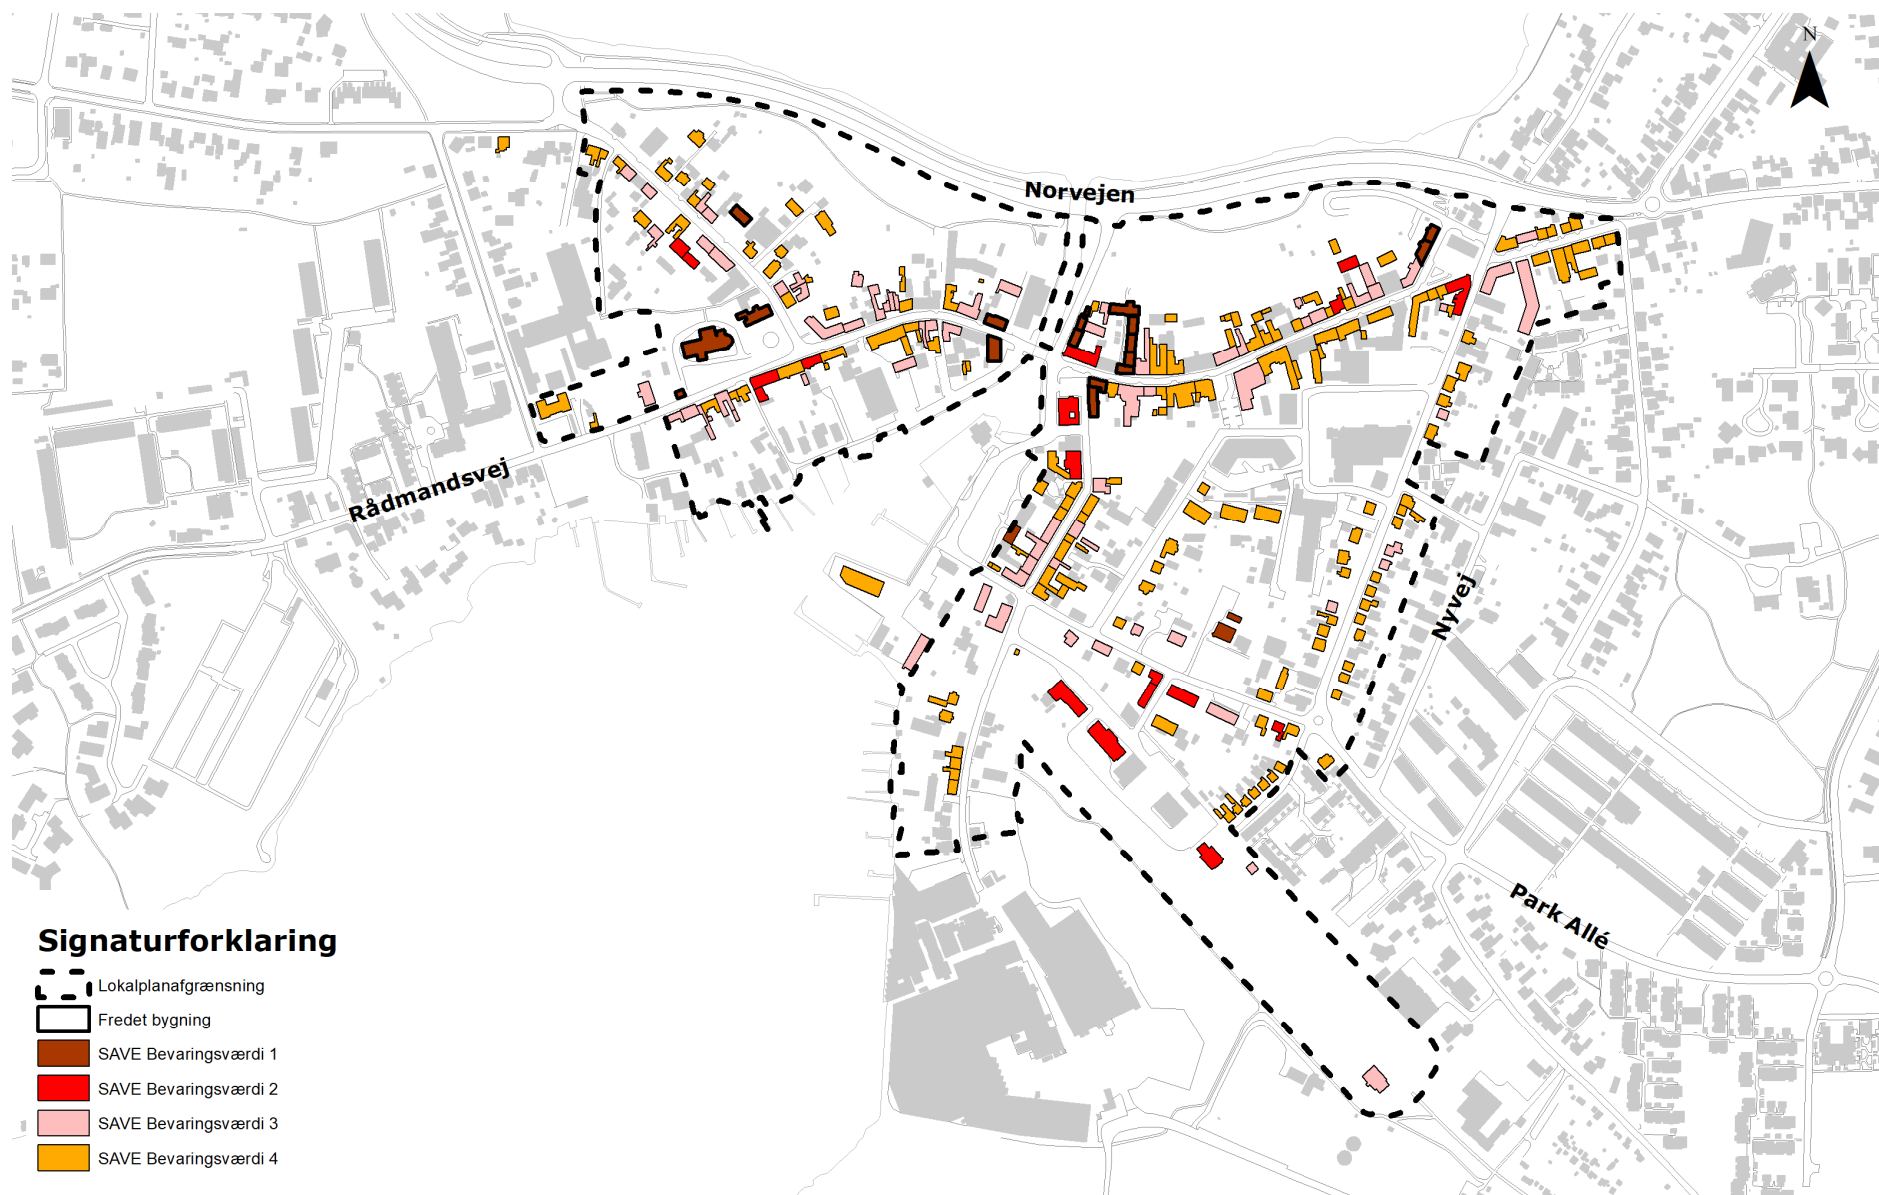 N
Norvejen
Rådmandsvej
Nyvej
Park Allé
Signaturforklaring
Lokalplanafgrænsning
Fredet bygning
SAVE Bevaringsværdi 1
SAVE Bevaringsværdi 2
SAVE Bevaringsværdi 3
SAVE Bevaringsværdi 4